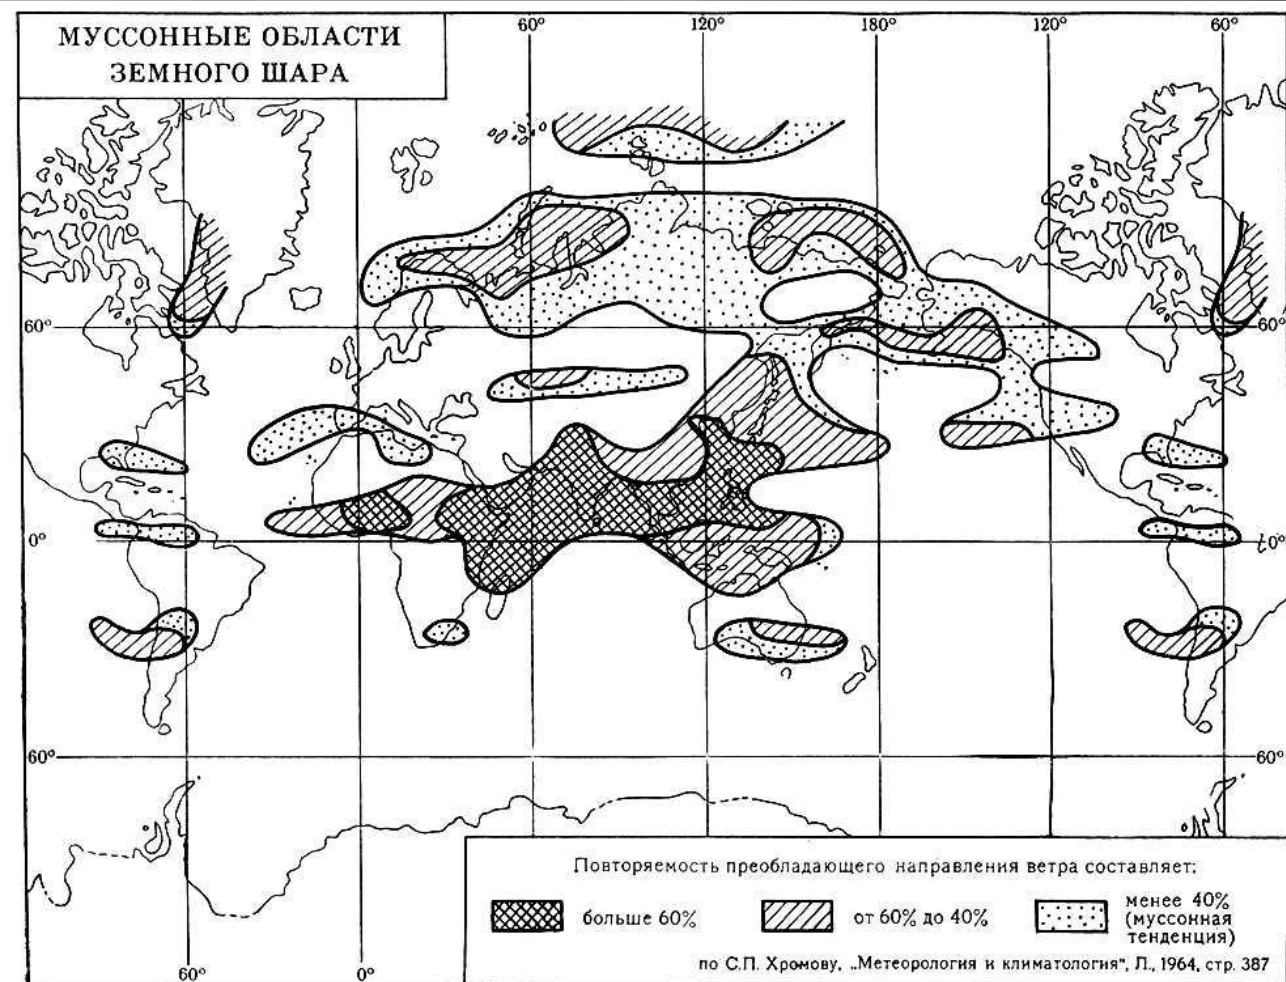 МУССОННЫЕ ОБЛАСТИ
ЗЕМНОГО ШАРА
60° 120° 180° 120° 60°
60° 60°
0° 0°
60° 60°
60° 0°
Повторяемость преобладающего направления ветра составляет:
больше 60%
от 60% до 40%
менее 40%
(муссонная
тенденция)
по С.П. Хромову, „Метеорология и климатология", Л., 1964, стр. 387